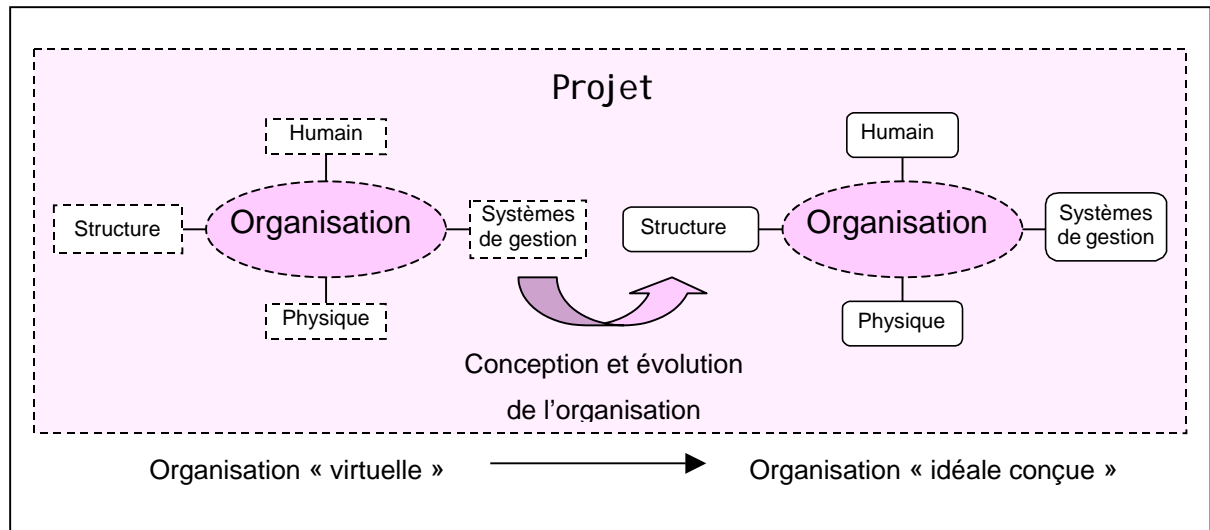 Projet
Humain
Structure
Organisation
Systèmes
de gestion
Physique
Humain
Structure
Organisation
Systèmes
de gestion
Physique
Conception et évolution
de l’organisation
Organisation « virtuelle »
Organisation « idéale conçue »